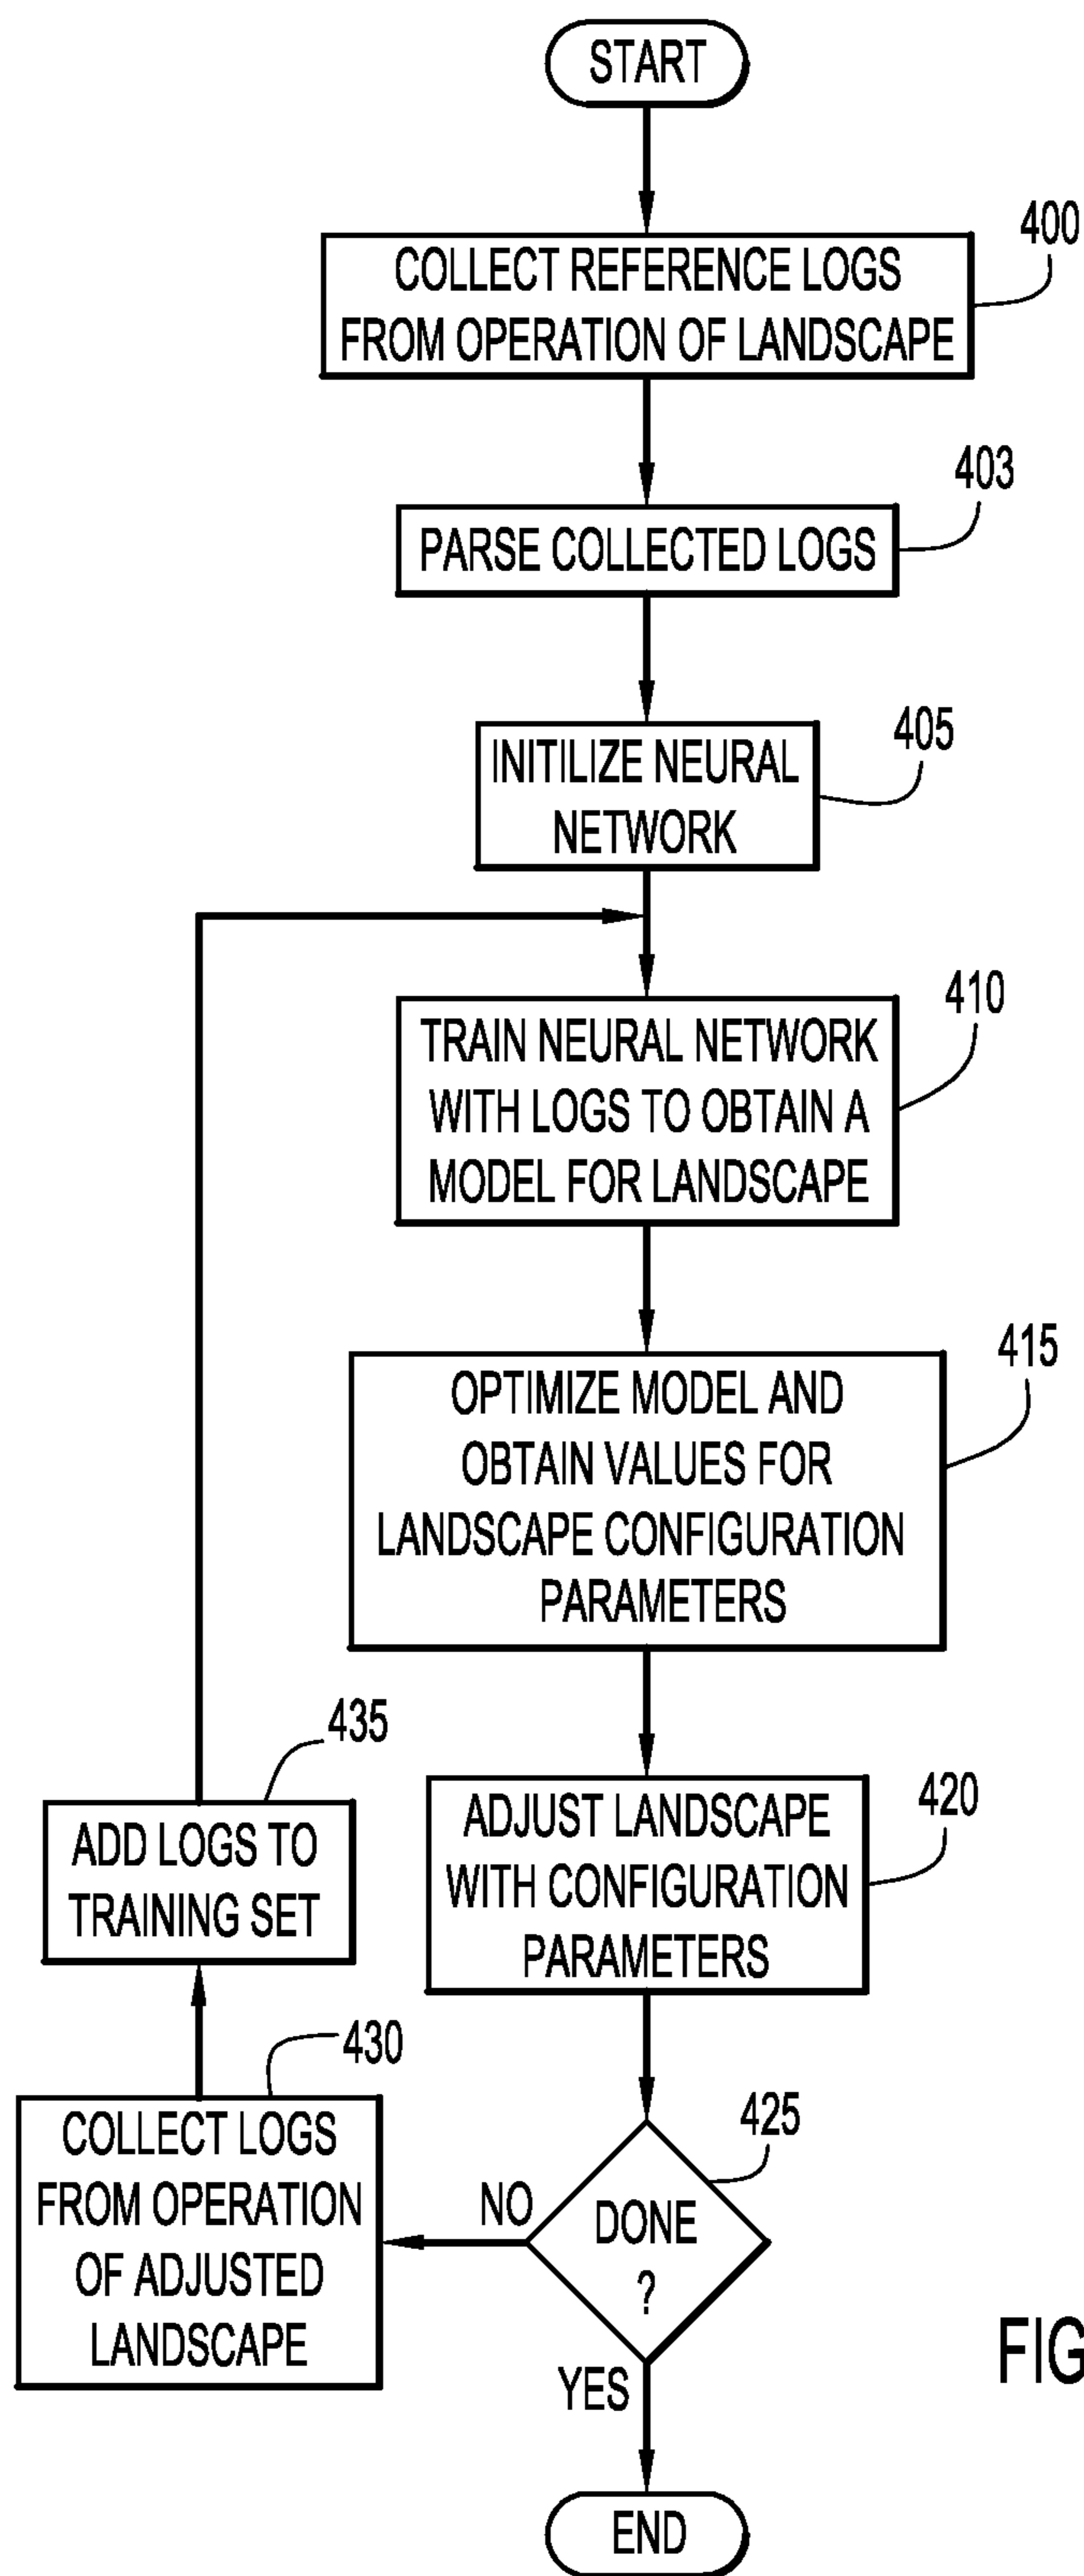 START
400
COLLECT REFERENCE LOGS
FROM OPERATION OF LANDSCAPE
403
PARSE COLLECTED LOGS
405
INITILIZE NEURAL
NETWORK
410
TRAIN NEURAL NETWORK
WITH LOGS TO OBTAIN A
MODEL FOR LANDSCAPE
415
OPTIMIZE MODEL AND
OBTAIN VALUES FOR
LANDSCAPE CONFIGURATION
PARAMETERS
420
ADJUST LANDSCAPE
WITH CONFIGURATION
PARAMETERS
425
DONE
?
NO
YES
430
COLLECT LOGS
FROM OPERATION
OF ADJUSTED
LANDSCAPE
435
ADD LOGS TO
TRAINING SET
END
FIG